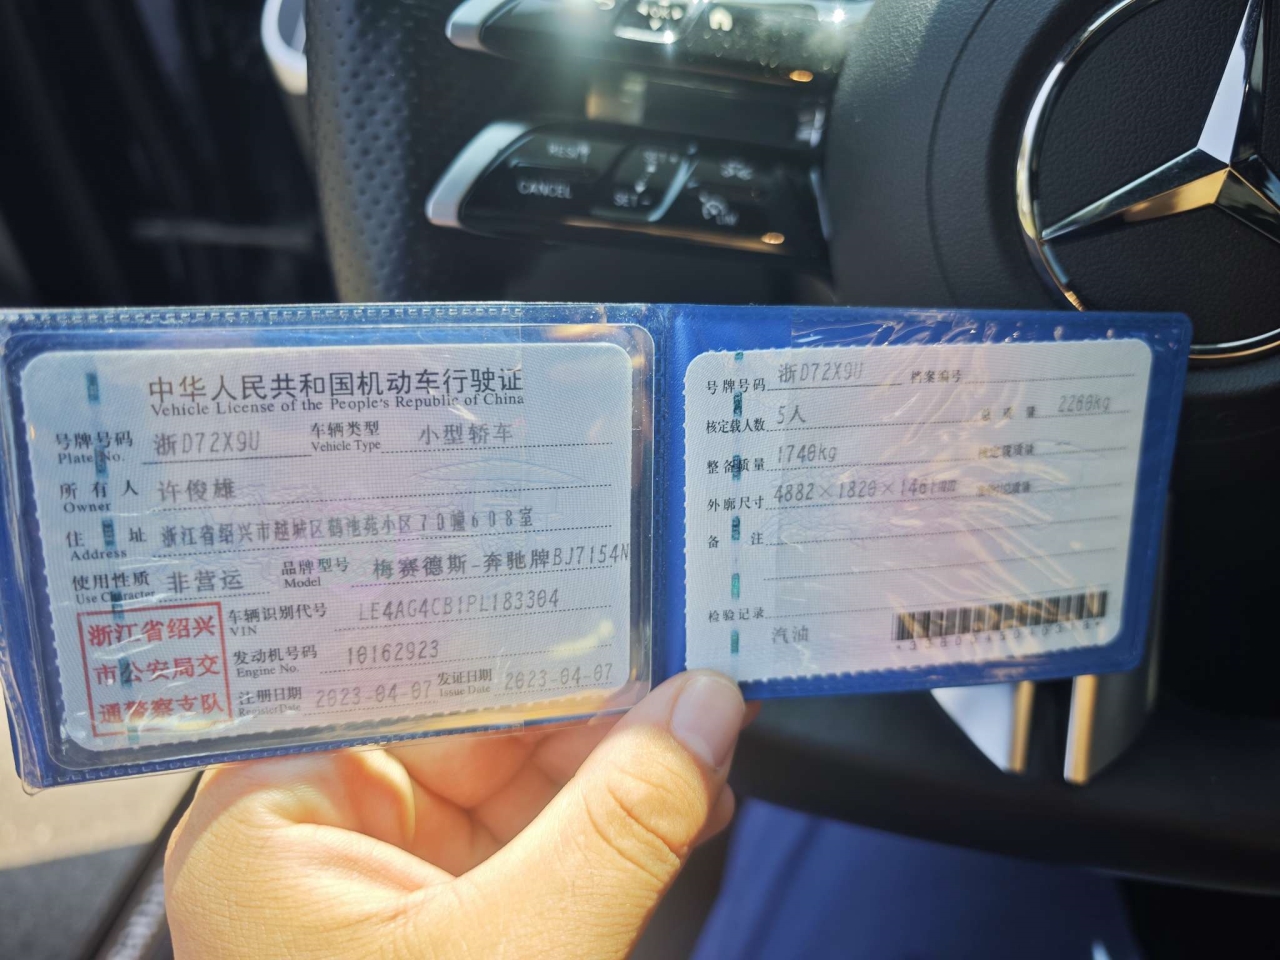 CANCEL
SET -
中华人民共和国机动车行驶证
Vehicle License of the People's Republic of China
号牌号码 浙D72X9U 车辆类型 小型轿车
Plate No. Vehicle Type
所有人 许俊雄
Owner
住址 浙江省绍兴市越城区鹤池苑小区70幢608室
Address
使用性质 非营运 品牌型号 梅赛德斯-奔驰牌BJ7154N
Use Character Model
车辆识别代号 LE4AG4CB1PL183304
VIN
发动机号码 10162923
Engine No.
注册日期 2023-04-07 发证日期 2023-04-07
Register Date Issue Date
浙江省绍兴
市公安局交
通警察支队
号牌号码 浙D72X9U 档案编号
核定载人数 5人 总质量 2260kg
整备质量 1740kg 核定载质量
外廓尺寸 4882×1820×1461
备注
检验记录
汽油